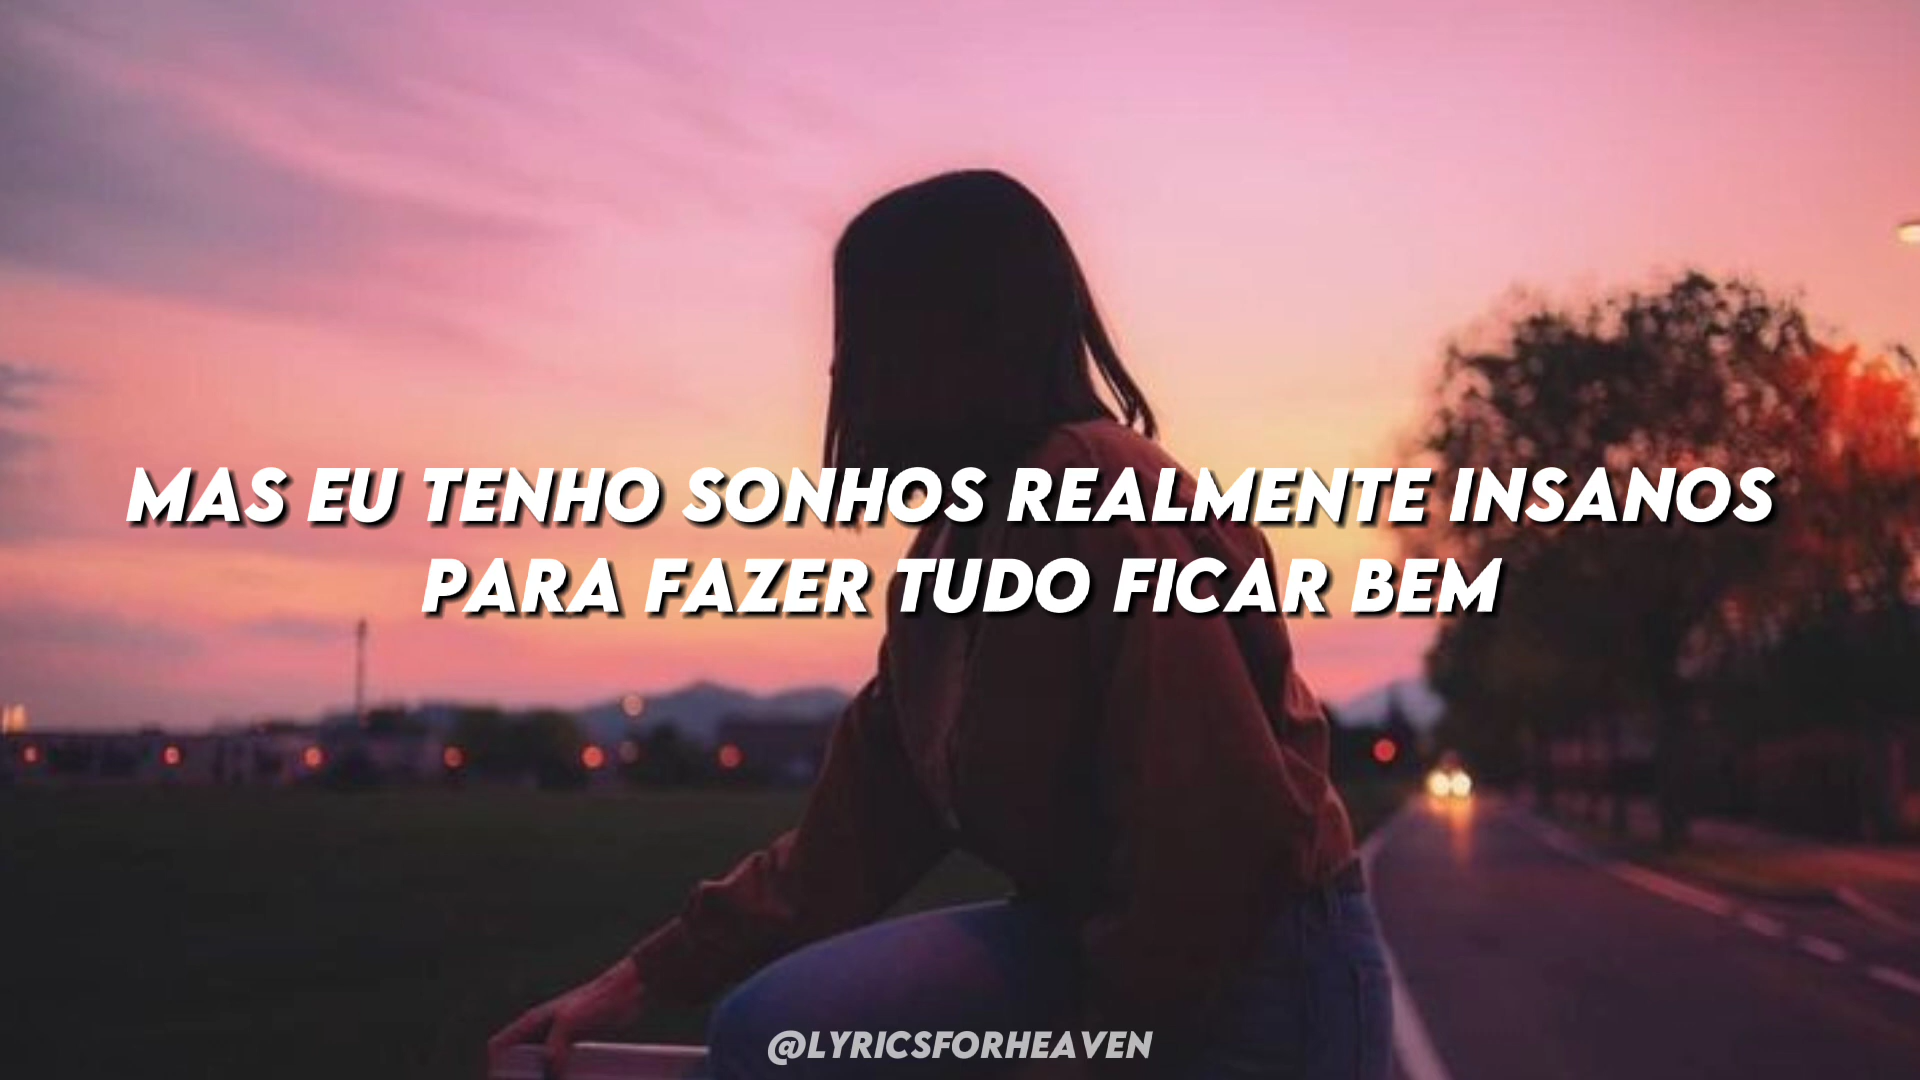 MAS EU TENHO SONHOS REALMENTE INSANOS
PARA FAZER TUDO FICAR BEM
@LYRICSFORHEAVEN